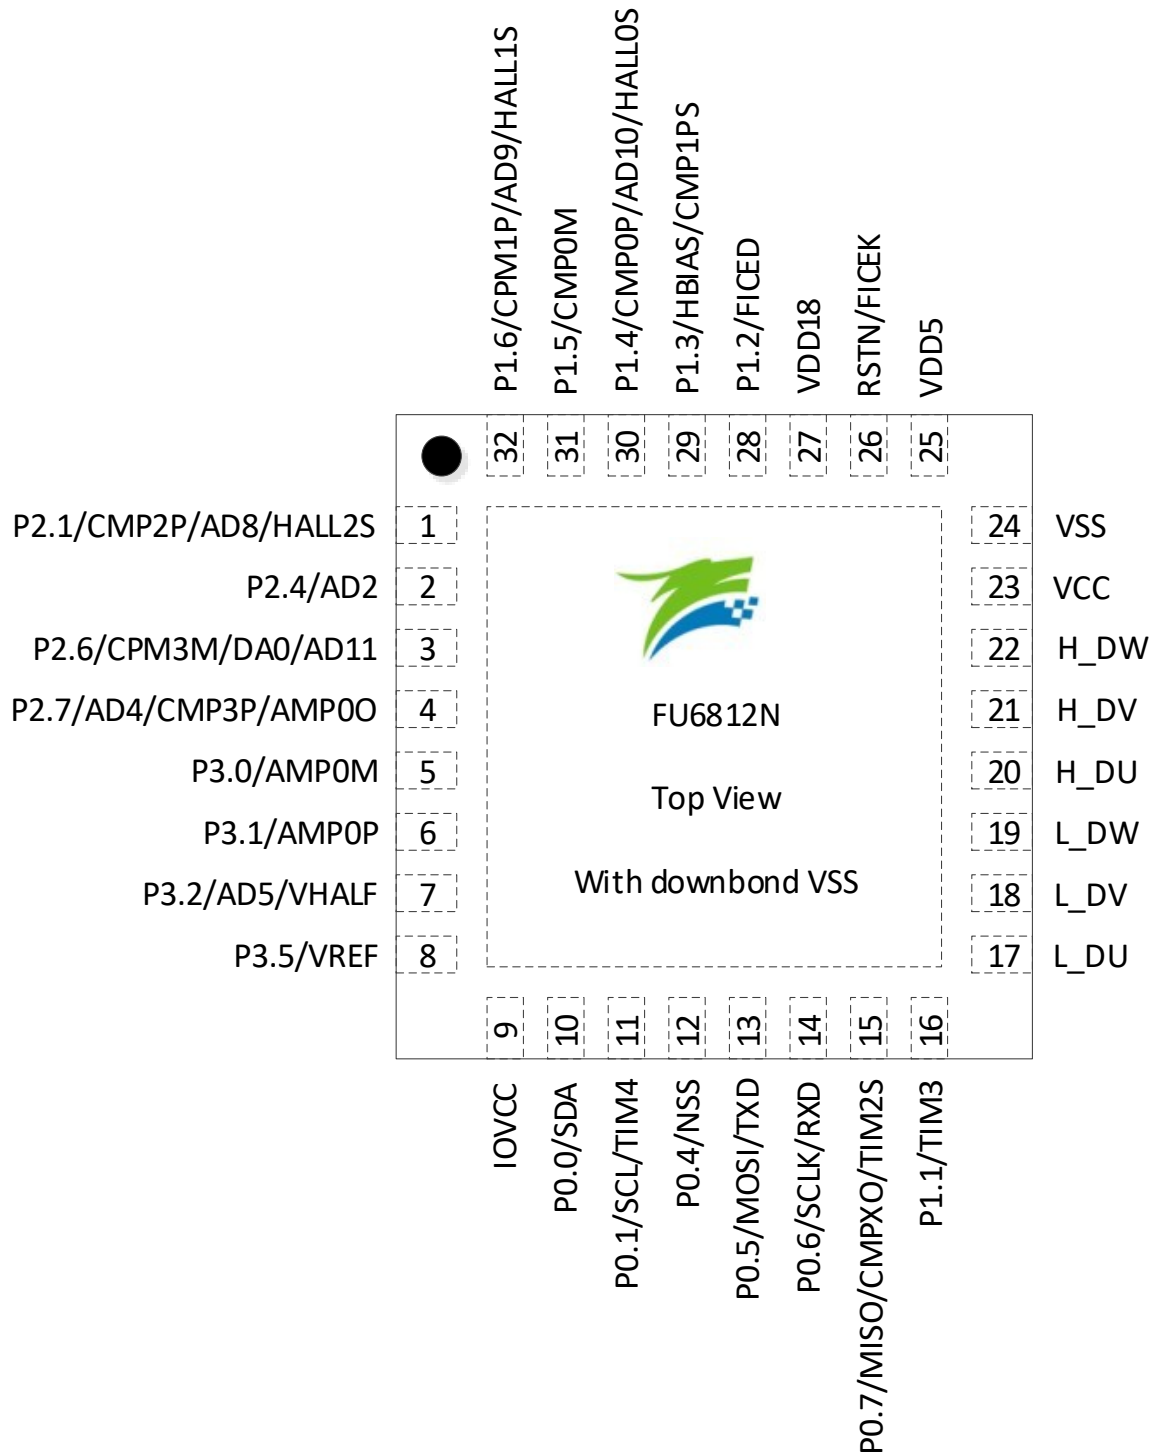 P1.6/CPM1P/AD9/HALL1S
P1.5/CMP0M
P1.4/CMP0P/AD10/HALL0S
P1.3/HBIAS/CMP1PS
P1.2/FICED
VDD18
RSTN/FICEK
VDD5
32
31
30
29
28
27
26
25
P2.1/CMP2P/AD8/HALL2S 1
P2.4/AD2 2
P2.6/CPM3M/DA0/AD11 3
P2.7/AD4/CMP3P/AMP0O 4
P3.0/AMP0M 5
P3.1/AMP0P 6
P3.2/AD5/VHALF 7
P3.5/VREF 8
FU6812N
Top View
With downbond VSS
24 VSS
23 VCC
22 H_DW
21 H_DV
20 H_DU
19 L_DW
18 L_DV
17 L_DU
9
10
11
12
13
14
15
16
IOVCC
P0.0/SDA
P0.1/SCL/TIM4
P0.4/NSS
P0.5/MOSI/TXD
P0.6/SCLK/RXD
P0.7/MISO/CMPXO/TIM2S
P1.1/TIM3